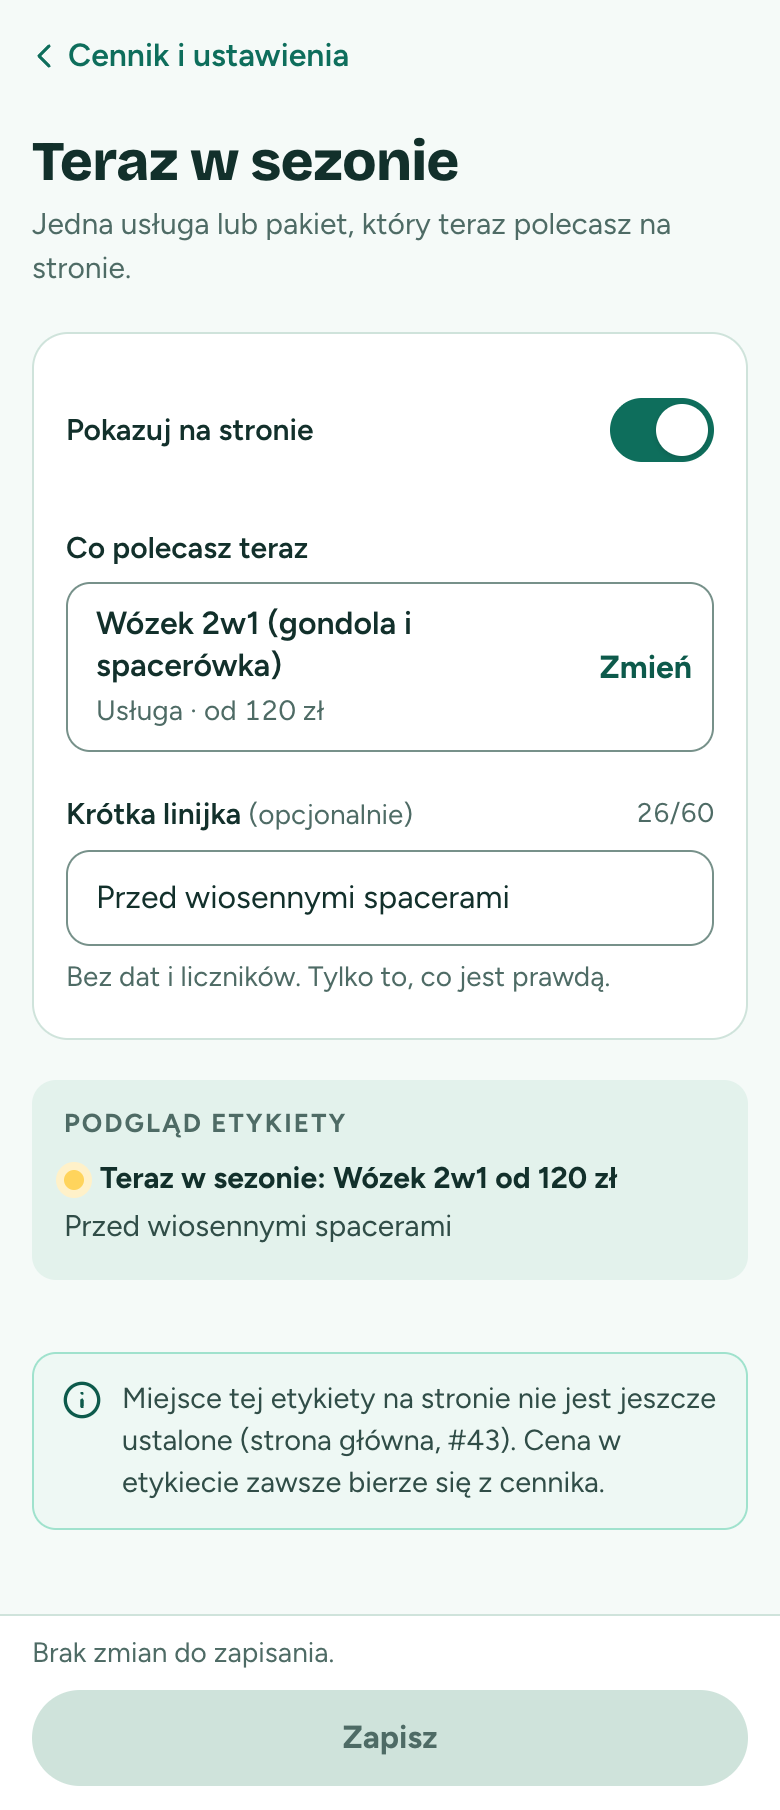 Cennik i ustawienia
Teraz w sezonie
Jedna usługa lub pakiet, który teraz polecasz na
stronie.
Pokazuj na stronie
Co polecasz teraz
Wózek 2w1 (gondola i
spacerówka)
Zmień
Usługa · od 120 zł
Krótka linijka (opcjonalnie) 26/60
Przed wiosennymi spacerami
Bez dat i liczników. Tylko to, co jest prawdą.
PODGLĄD ETYKIETY
Teraz w sezonie: Wózek 2w1 od 120 zł
Przed wiosennymi spacerami
Miejsce tej etykiety na stronie nie jest jeszcze
ustalone (strona główna, #43). Cena w
etykiecie zawsze bierze się z cennika.
Brak zmian do zapisania.
Zapisz